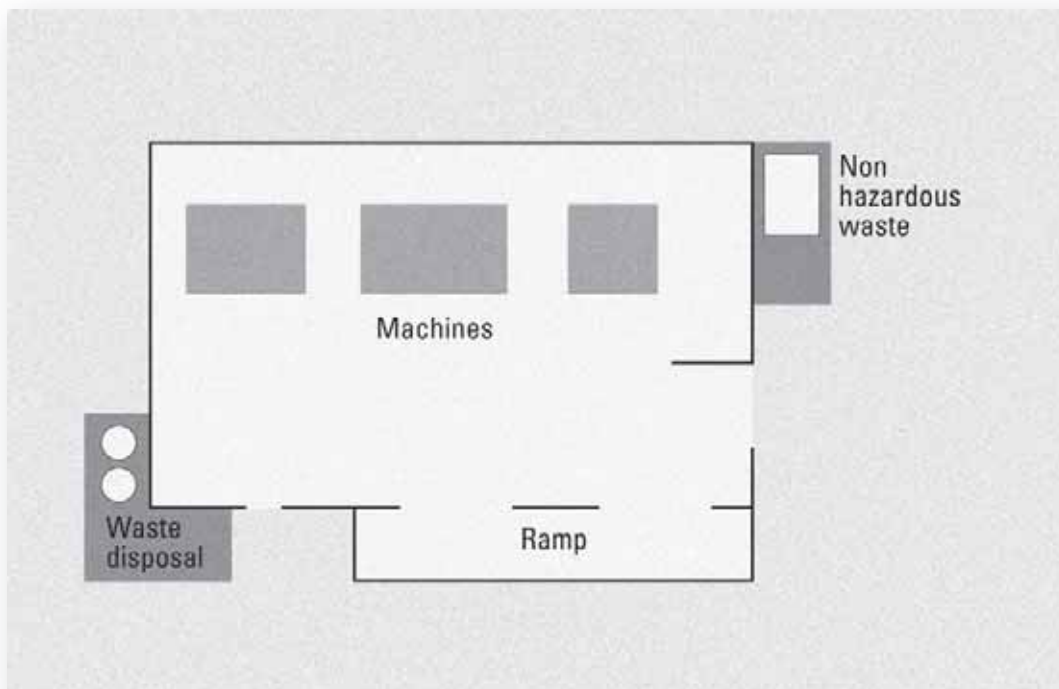 Non
hazardous
waste
Machines
Waste
disposal
Ramp